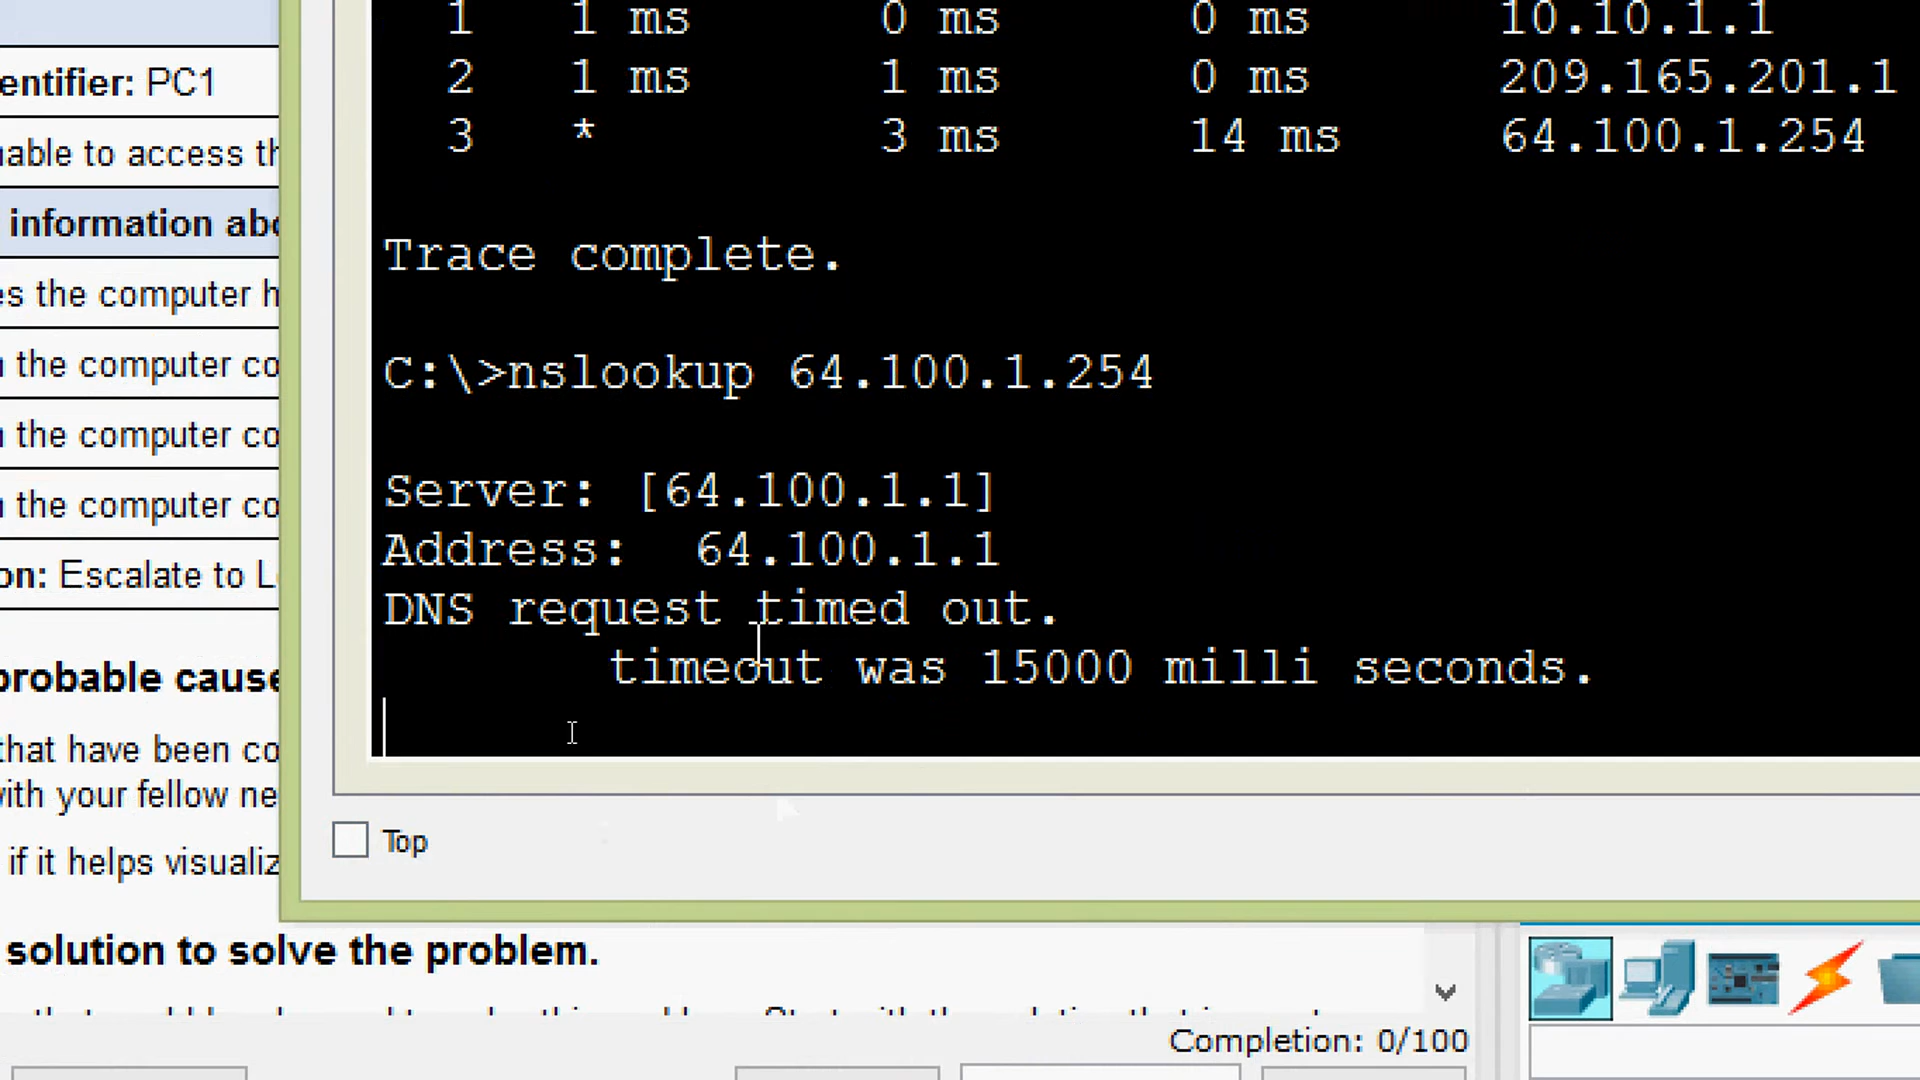 1 1 ms 0 ms 0 ms 10.10.1.1
2 1 ms 1 ms 0 ms 209.165.201.1
3 * 3 ms 14 ms 64.100.1.254
Trace complete.
C:\>nslookup 64.100.1.254
Server: [64.100.1.1]
Address: 64.100.1.1
DNS request timed out.
timeout was 15000 milli seconds.
Top
entifier: PC1
nable to access th
information abo
es the computer h
the computer co
the computer co
the computer co
on: Escalate to L
probable cause
that have been co
with your fellow ne
if it helps visualiz
solution to solve the problem.
Completion: 0/100